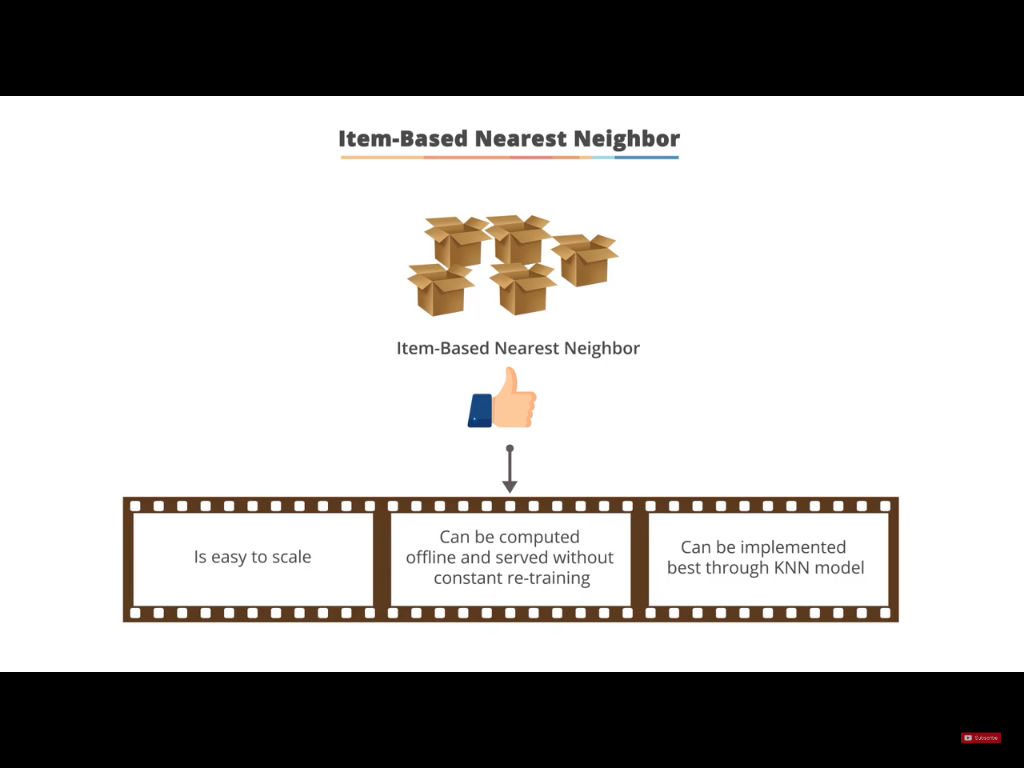 Item-Based Nearest Neighbor
Item-Based Nearest Neighbor
Is easy to scale
Can be computed
offline and served without
constant re-training
Can be implemented
best through KNN model
Subscribe